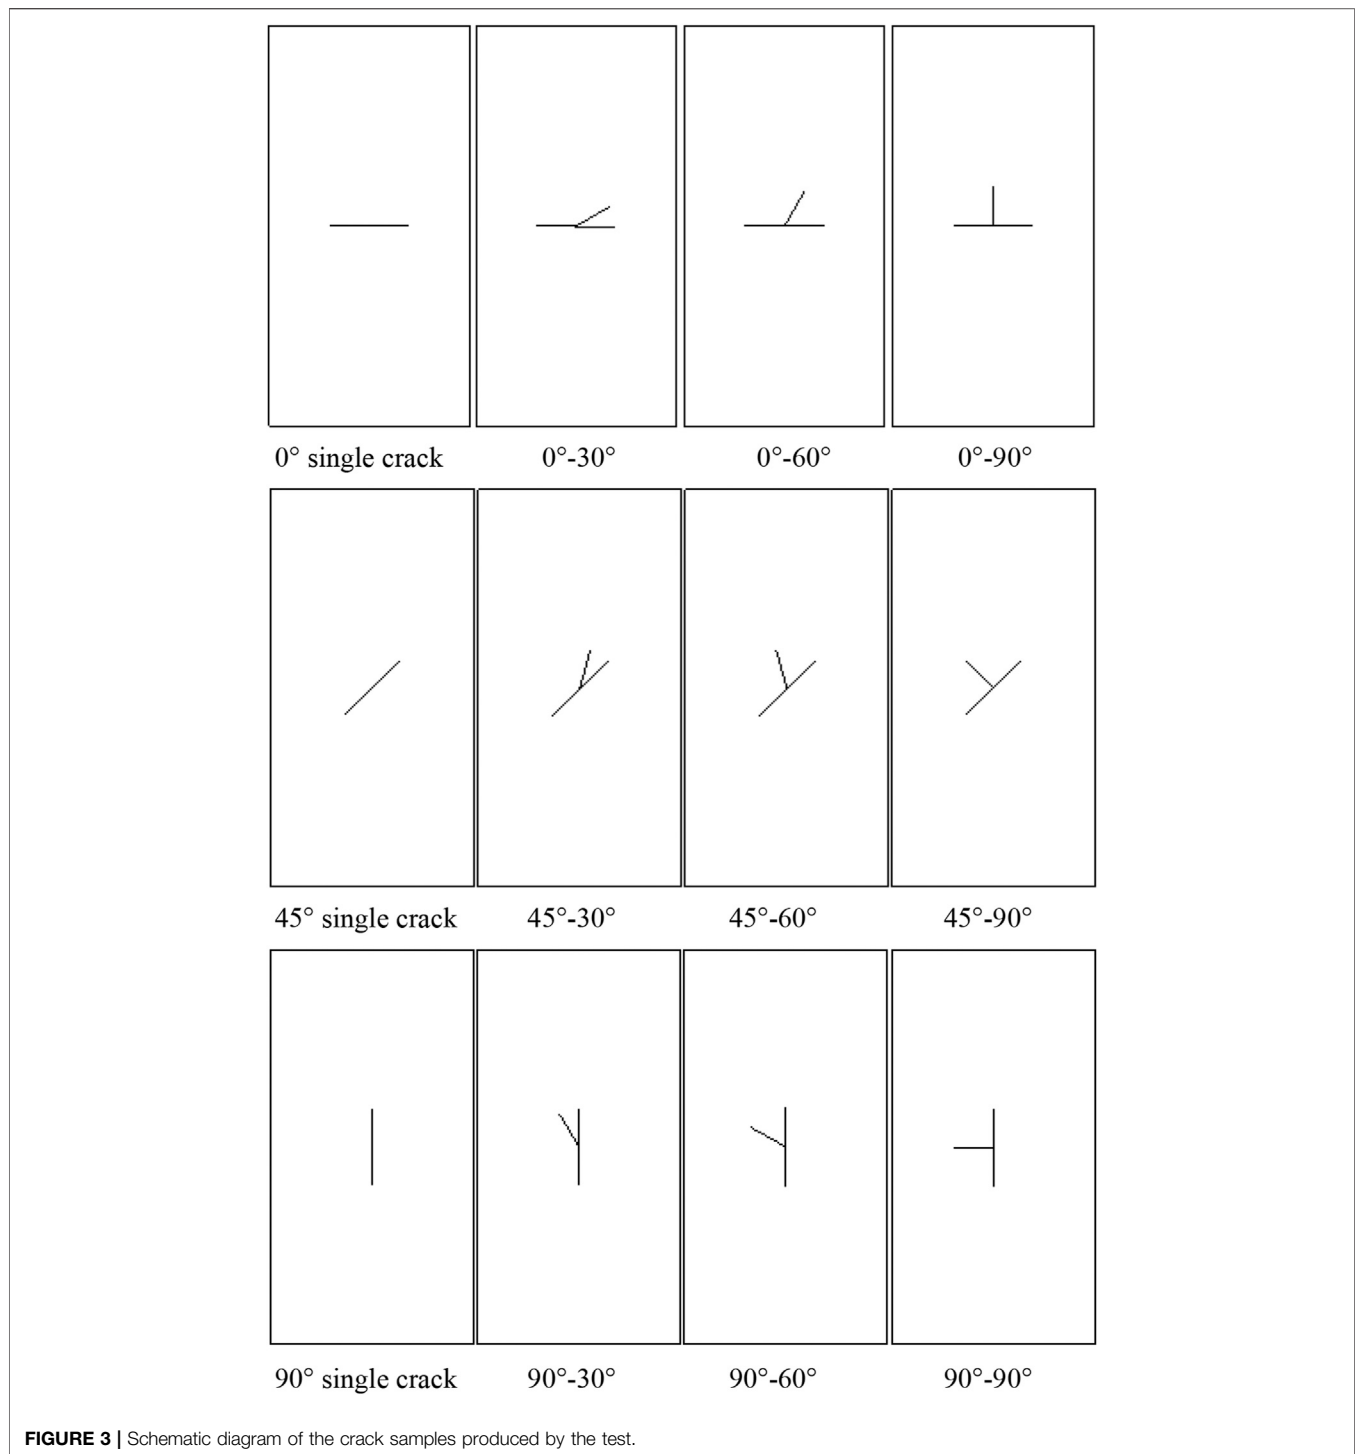 0° single crack 0°-30° 0°-60° 0°-90°
45° single crack 45°-30° 45°-60° 45°-90°
90° single crack 90°-30° 90°-60° 90°-90°
FIGURE 3 | Schematic diagram of the crack samples produced by the test.